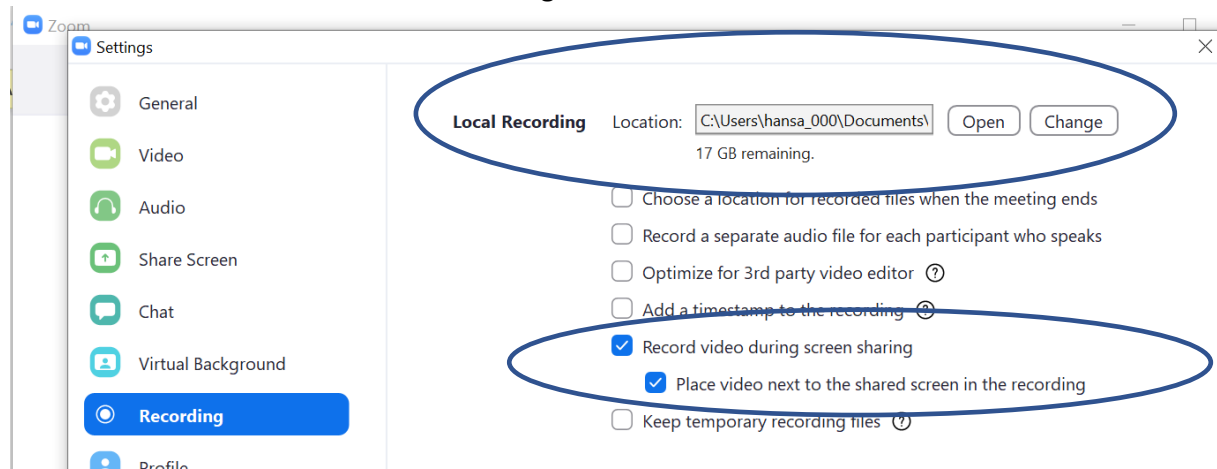 Zoom
Settings
General
Video
Audio
Share Screen
Chat
Virtual Background
Recording
Profile
Local Recording Location: C:\Users\hansa_000\Documents\ Open Change
17 GB remaining.
Choose a location for recorded files when the meeting ends
Record a separate audio file for each participant who speaks
Optimize for 3rd party video editor ?
Add a timestamp to the recording ?
Record video during screen sharing
Place video next to the shared screen in the recording
Keep temporary recording files ?